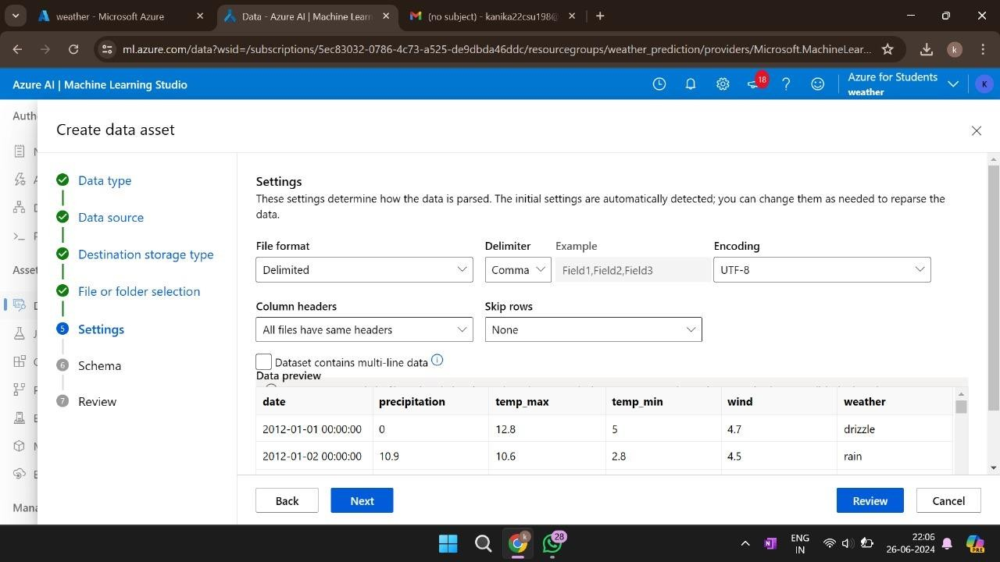 weather - Microsoft Azure
Data - Azure AI | Machine Learn
(no subject) - kanika22csu198@
ml.azure.com/data?wsid=/subscriptions/5ec83032-0786-4c73-a525-de9dbda46ddc/resourcegroups/weather_prediction/providers/Microsoft.MachineLear...
k
Azure AI | Machine Learning Studio
18
Azure for Students
weather
K
Auth
Create data asset
Data type
Data source
Destination storage type
File or folder selection
5 Settings
6 Schema
7 Review
Asset
Mana
Settings
These settings determine how the data is parsed. The initial settings are automatically detected; you can change them as needed to reparse the
data.
File format Delimiter Example Encoding
Delimited Comma Field1,Field2,Field3 UTF-8
Column headers Skip rows
All files have same headers None
Dataset contains multi-line data
Data preview
date precipitation temp_max temp_min wind weather
2012-01-01 00:00:00 0 12.8 5 4.7 drizzle
2012-01-02 00:00:00 10.9 10.6 2.8 4.5 rain
Back Next Review Cancel
k
28
ENG
IN
22:06
26-06-2024
PRE